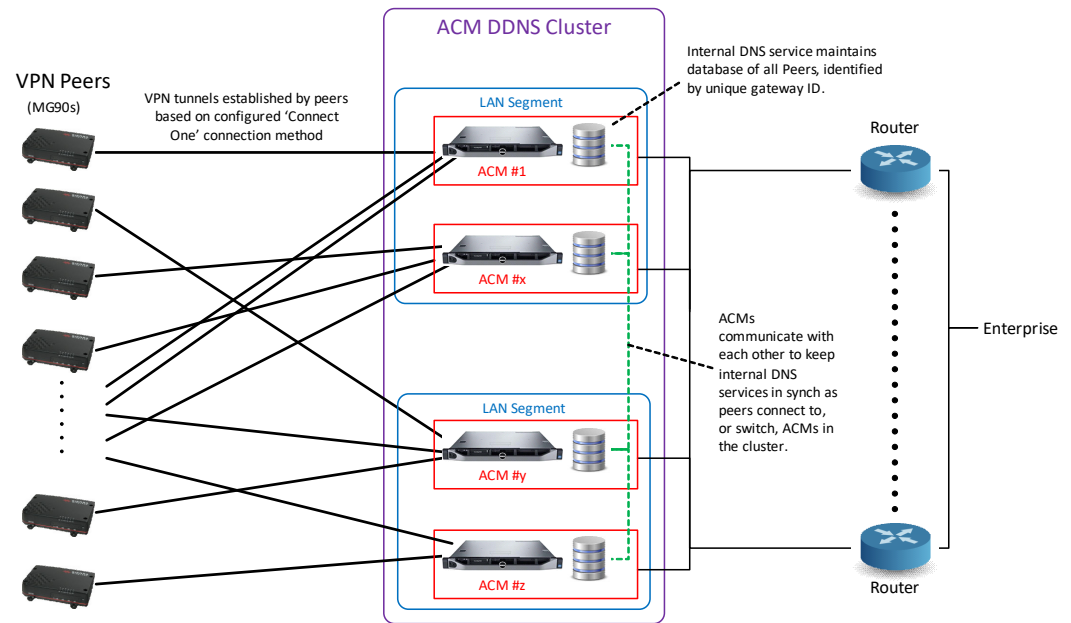 ACM DDNS Cluster
VPN Peers
(MG90s)
VPN tunnels established by peers
based on configured ‘Connect
One’ connection method
Internal DNS service maintains
database of all Peers, identified
by unique gateway ID.
LAN Segment
ACM #1
ACM #x
Router
ACMs
communicate with
each other to keep
internal DNS
services in synch as
peers connect to,
or switch, ACMs in
the cluster.
Enterprise
LAN Segment
ACM #y
ACM #z
Router